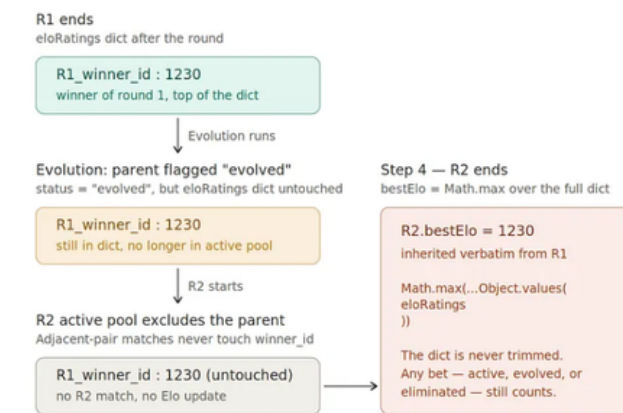 R1 ends
eloRatings dict after the round
R1_winner_id : 1230
winner of round 1, top of the dict
Evolution runs
Evolution: parent flagged "evolved"
status = "evolved", but eloRatings dict untouched
R1_winner_id : 1230
still in dict, no longer in active pool
R2 starts
R2 active pool excludes the parent
Adjacent-pair matches never touch winner_id
R1_winner_id : 1230 (untouched)
no R2 match, no Elo update
Step 4 — R2 ends
bestElo = Math.max over the full dict
R2.bestElo = 1230
inherited verbatim from R1
Math.max(...Object.values(
eloRatings
))
The dict is never trimmed.
Any bet — active, evolved, or
eliminated — still counts.